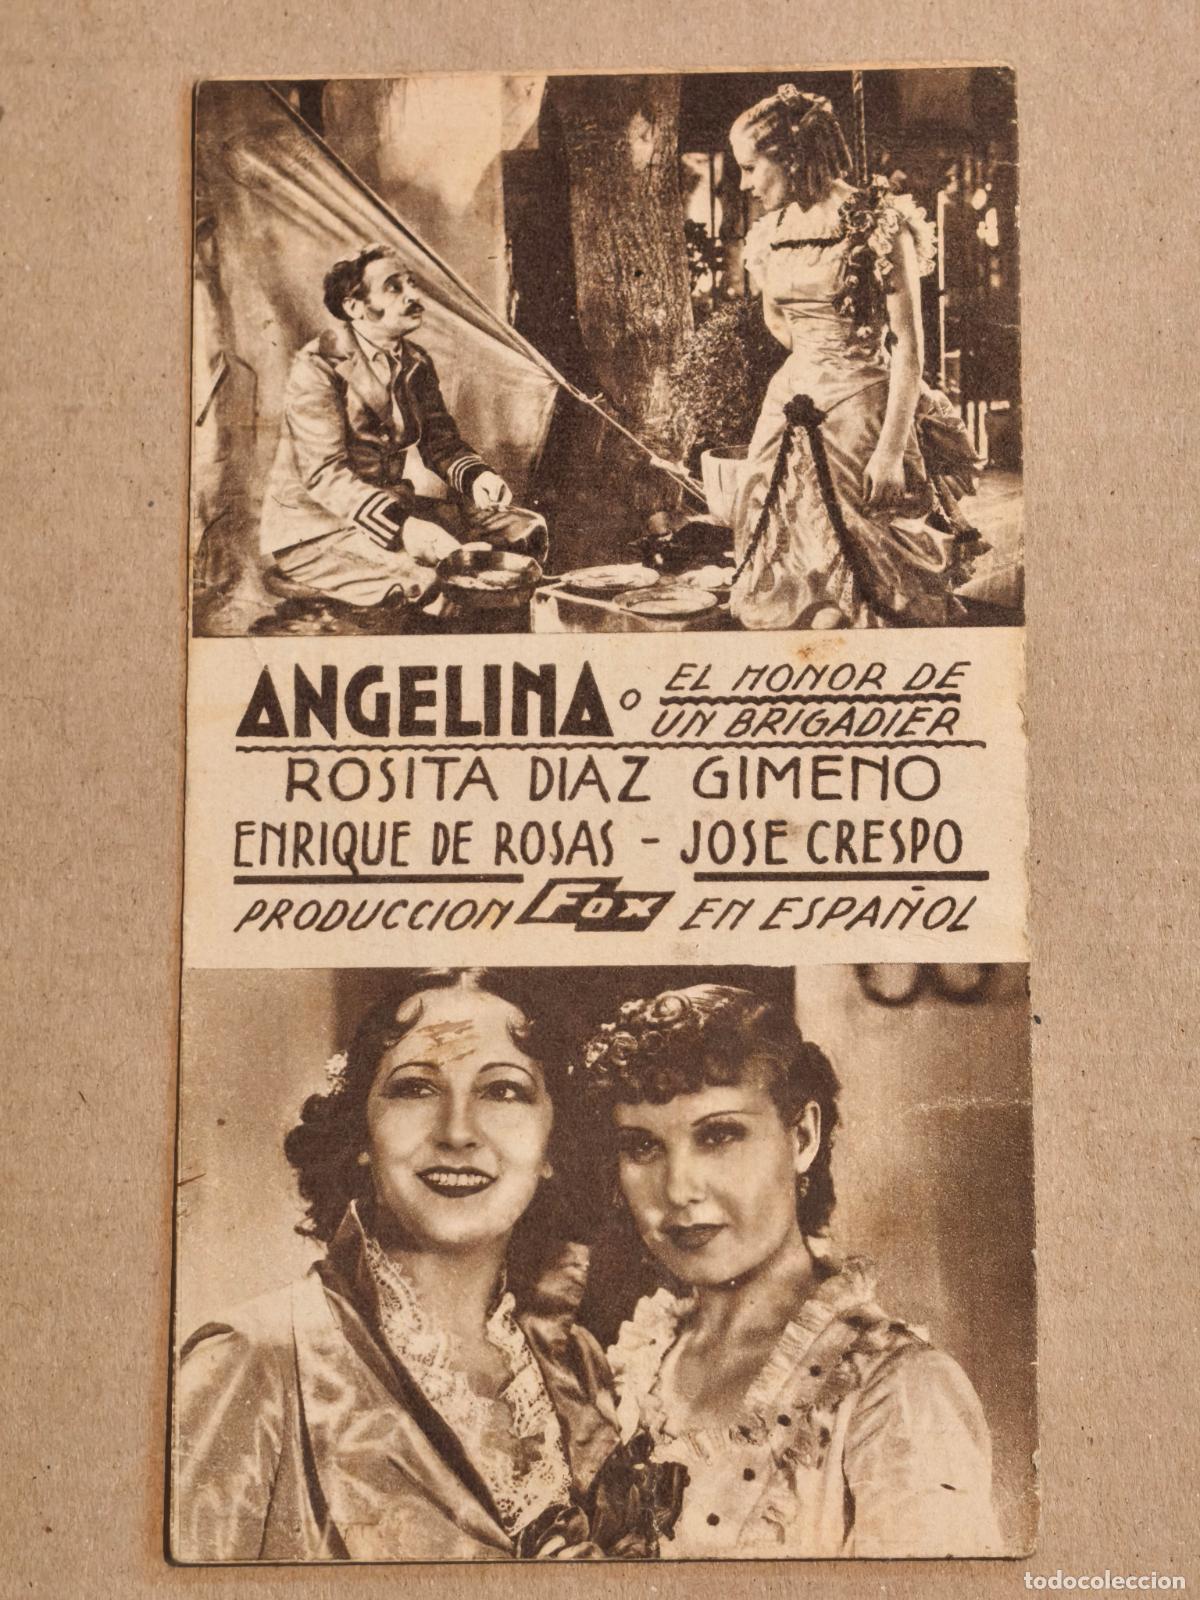 ANGELINA o EL HONOR DE
UN BRIGADIER
ROSITA DIAZ GIMENO
ENRIQUE DE ROSAS - JOSE CRESPO
PRODUCCION FOX EN ESPAÑOL
todocoleccion